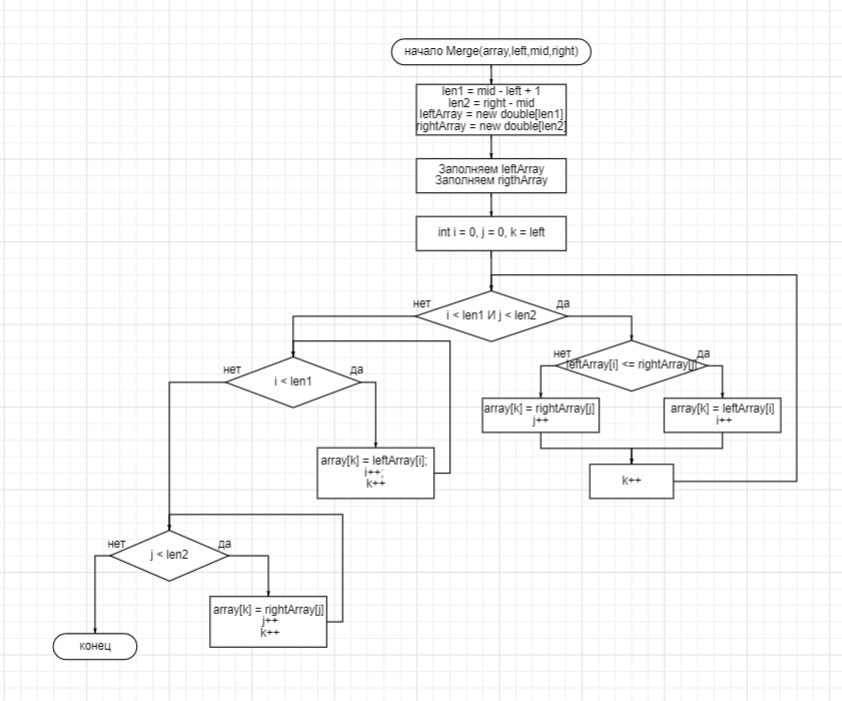 начало Merge(array,left,mid,right)
len1 = mid - left + 1
len2 = right - mid
leftArray = new double[len1]
rightArray = new double[len2]
Заполняем leftArray
Заполняем rigthArray
int i = 0, j = 0, k = left
нет
i < len1 И j < len2
да
нет
leftArray[i] <= rightArray[j]
да
array[k] = rightArray[j]
j++
array[k] = leftArray[i]
i++
k++
нет
i < len1
да
array[k] = leftArray[i];
i++;
k++
нет
j < len2
да
array[k] = rightArray[j]
j++
k++
конец